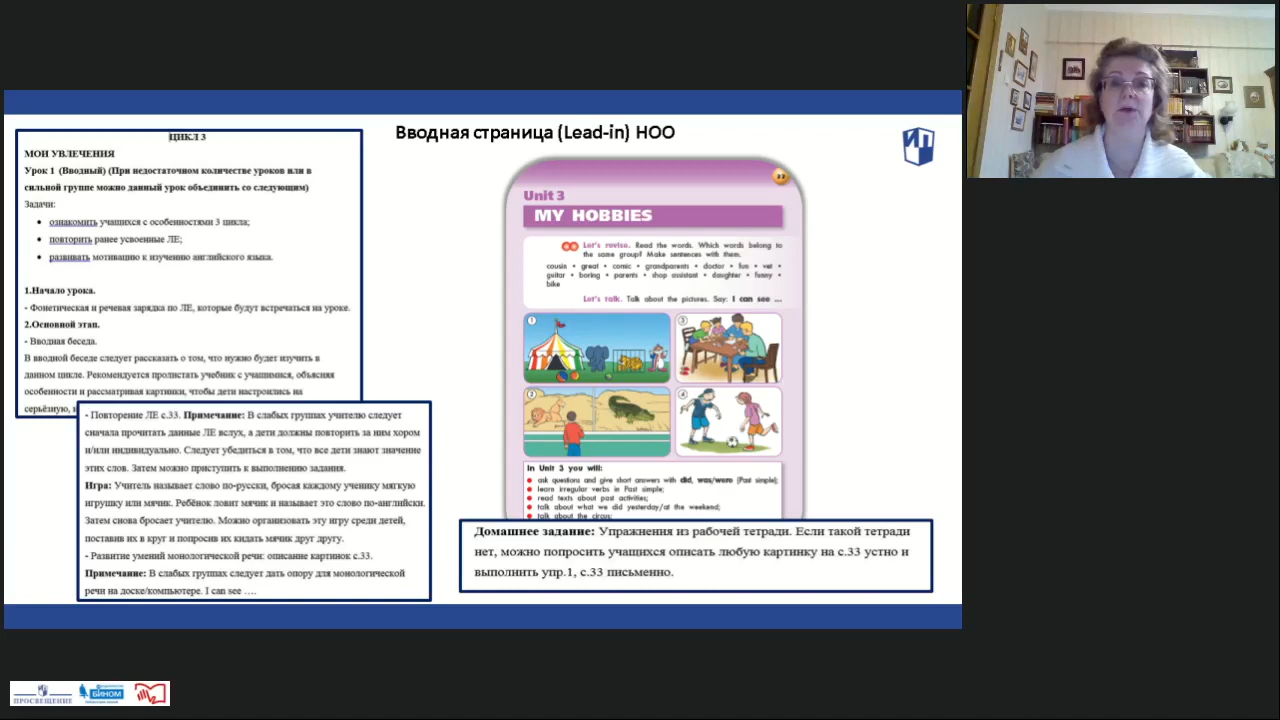 Вводная страница (Lead-in) НОО
ЦИКЛ 3
МОИ УВЛЕЧЕНИЯ
Урок 1 (Вводный) (При недостаточном количестве уроков или в
сильной группе можно данный урок объединить со следующим)
Задачи:
ознакомить учащихся с особенностями 3 цикла;
повторить ранее усвоенные ЛЕ;
развивать мотивацию к изучению английского языка.
1.Начало урока.
- Фонетическая и речевая зарядка по ЛЕ, которые будут встречаться на уроке.
2.Основной этап.
- Вводная беседа.
В вводной беседе следует рассказать о том, что нужно будет изучить в
данном цикле. Рекомендуется пролистать учебник с учащимися, объясняя
особенности и рассматривая картинки, чтобы дети настроились на
серьёзную,
- Повторение ЛЕ с.33. Примечание: В слабых группах учителю следует
сначала прочитать данные ЛЕ вслух, а дети должны повторить за ним хором
и/или индивидуально. Следует убедиться в том, что все дети знают значение
этих слов. Затем можно приступить к выполнению задания.
Игра: Учитель называет слово по-русски, бросая каждому ученику мягкую
игрушку или мячик. Ребёнок ловит мячик и называет это слово по-английски.
Затем снова бросает учителю. Можно организовать эту игру среди детей,
поставив их в круг и попросив их кидать мячик друг другу.
- Развитие умений монологической речи: описание картинок с.33.
Примечание: В слабых группах следует дать опору для монологической
речи на доске/компьютере. I can see ….
33
Unit 3
MY HOBBIES
Let's revise. Read the words. Which words belong to
the same group? Make sentences with them.
cousin • great • comic • grandparents • doctor • fun • vet •
guitar • boring • parents • shop assistant • daughter • funny •
bike
Let's talk. Talk about the pictures. Say: I can see ...
1
3
2
4
In Unit 3 you will:
ask questions and give short answers with did, was/were (Past simple);
learn irregular verbs in Past simple;
read texts about past activities;
talk about what we did yesterday/at the weekend;
talk about the circus;
Домашнее задание: Упражнения из рабочей тетради. Если такой тетради
нет, можно попросить учащихся описать любую картинку на с.33 устно и
выполнить упр.1, с.33 письменно.
ПРОСВЕЩЕНИЕ
БИНОМ